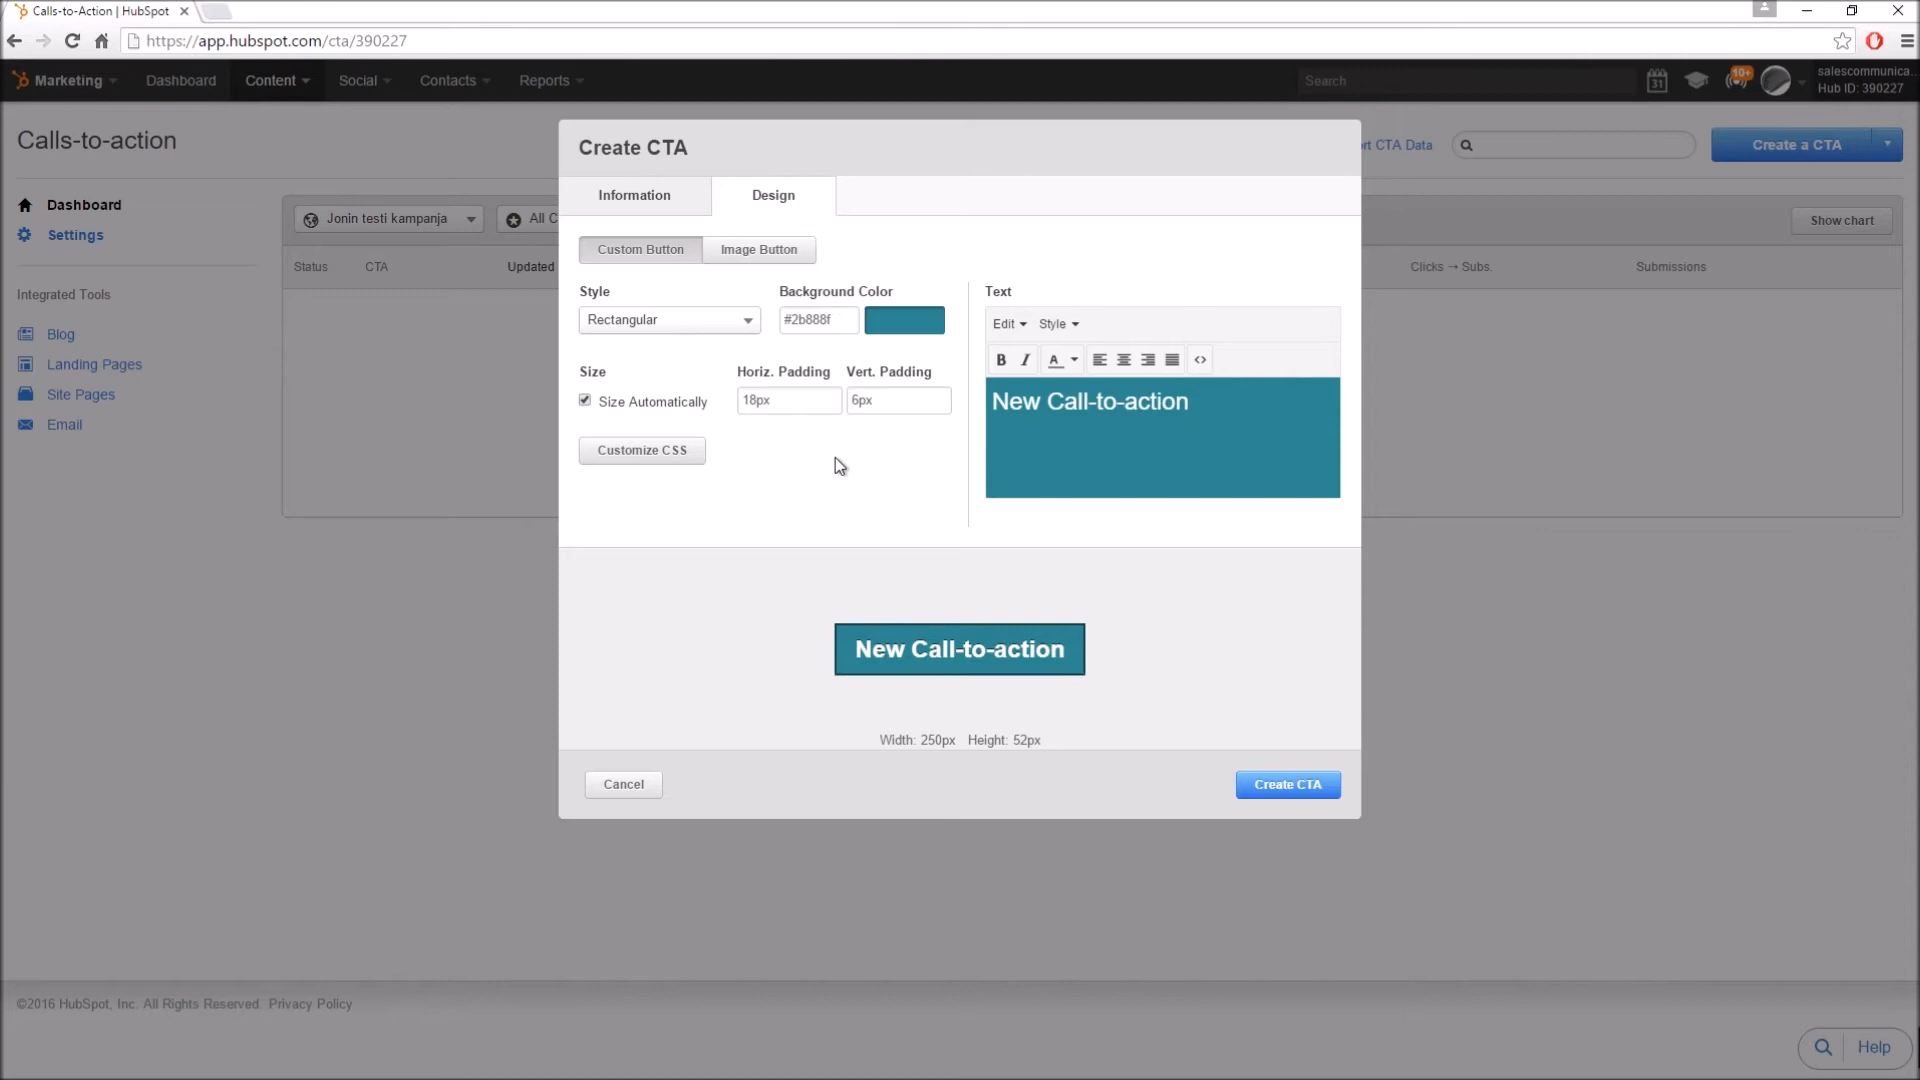 Calls-to-Action | HubSpot
https://app.hubspot.com/cta/390227
Marketing Dashboard Content Social Contacts Reports Search 31 10+ salescommunica...
Hub ID: 390227
Calls-to-action
rt CTA Data
Create a CTA
Dashboard
Settings
Integrated Tools
Blog
Landing Pages
Site Pages
Email
Jonin testi kampanja
All C
Show chart
Status CTA Updated Clicks → Subs. Submissions
Create CTA
Information Design
Custom Button Image Button
Style Background Color
Rectangular #2b888f
Size Horiz. Padding Vert. Padding
Size Automatically 18px 6px
Customize CSS
Text
Edit Style
B I A
New Call-to-action
New Call-to-action
Width: 250px Height: 52px
Cancel Create CTA
©2016 HubSpot, Inc. All Rights Reserved. Privacy Policy
Help